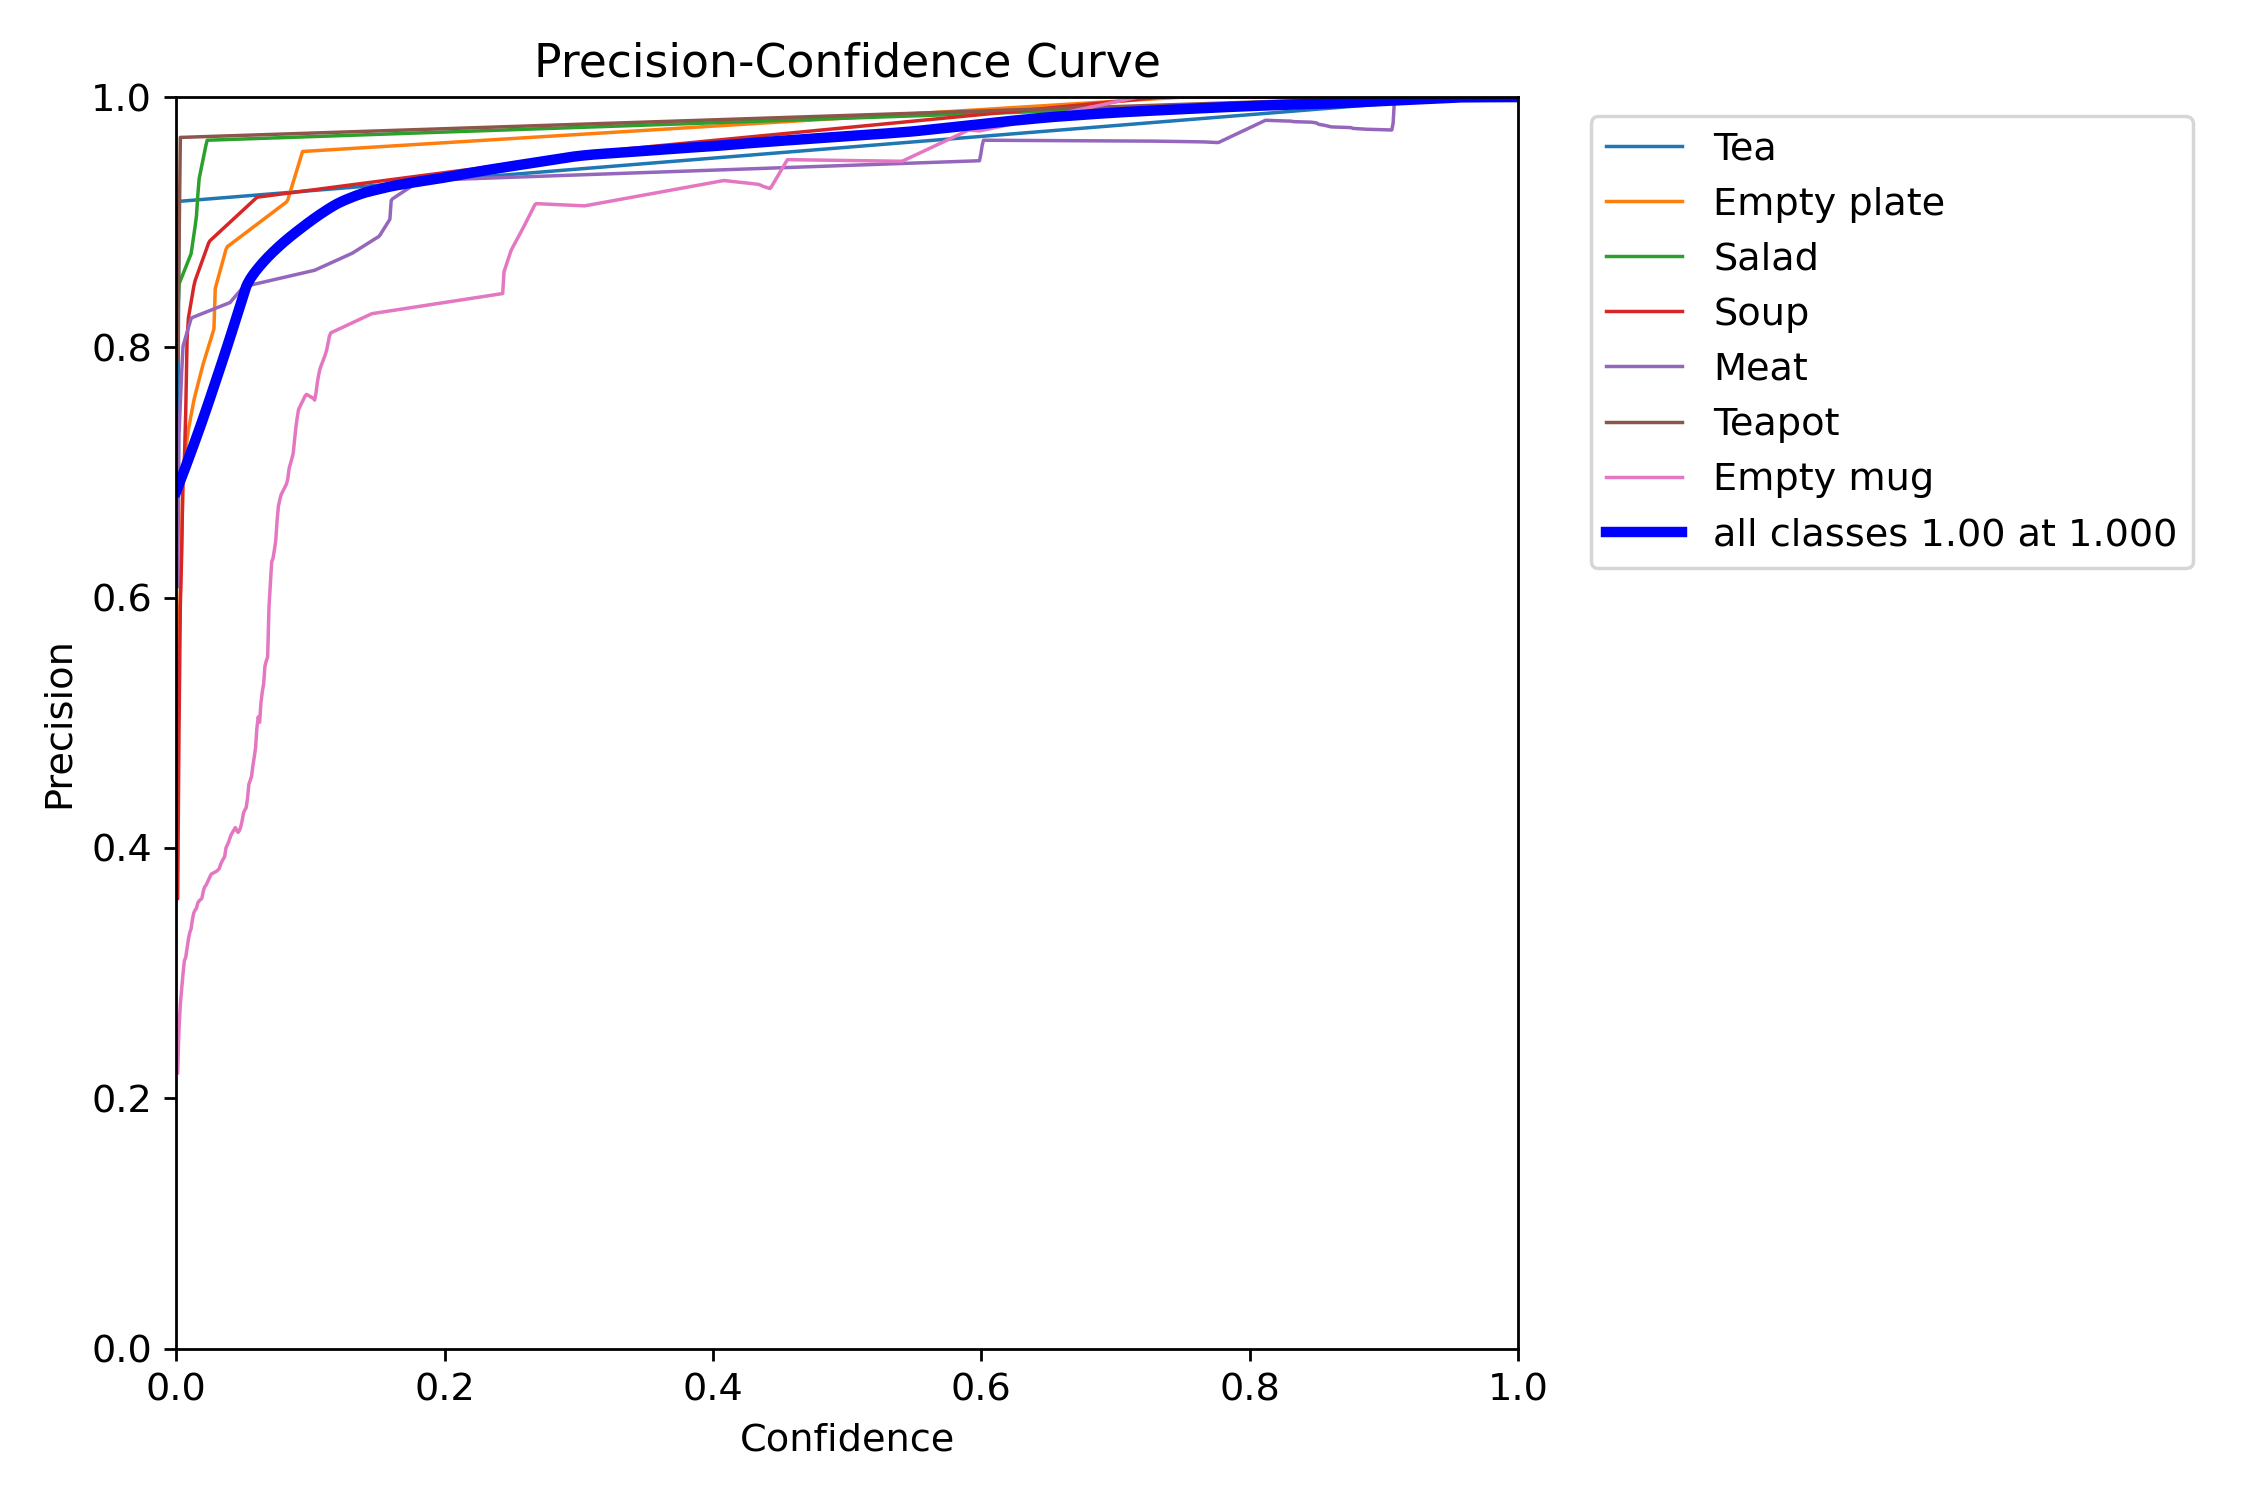 Precision-Confidence Curve
1.0
0.8
0.6
0.4
0.2
0.0
Precision
0.0 0.2 0.4 0.6 0.8 1.0
Confidence
Tea
Empty plate
Salad
Soup
Meat
Teapot
Empty mug
all classes 1.00 at 1.000